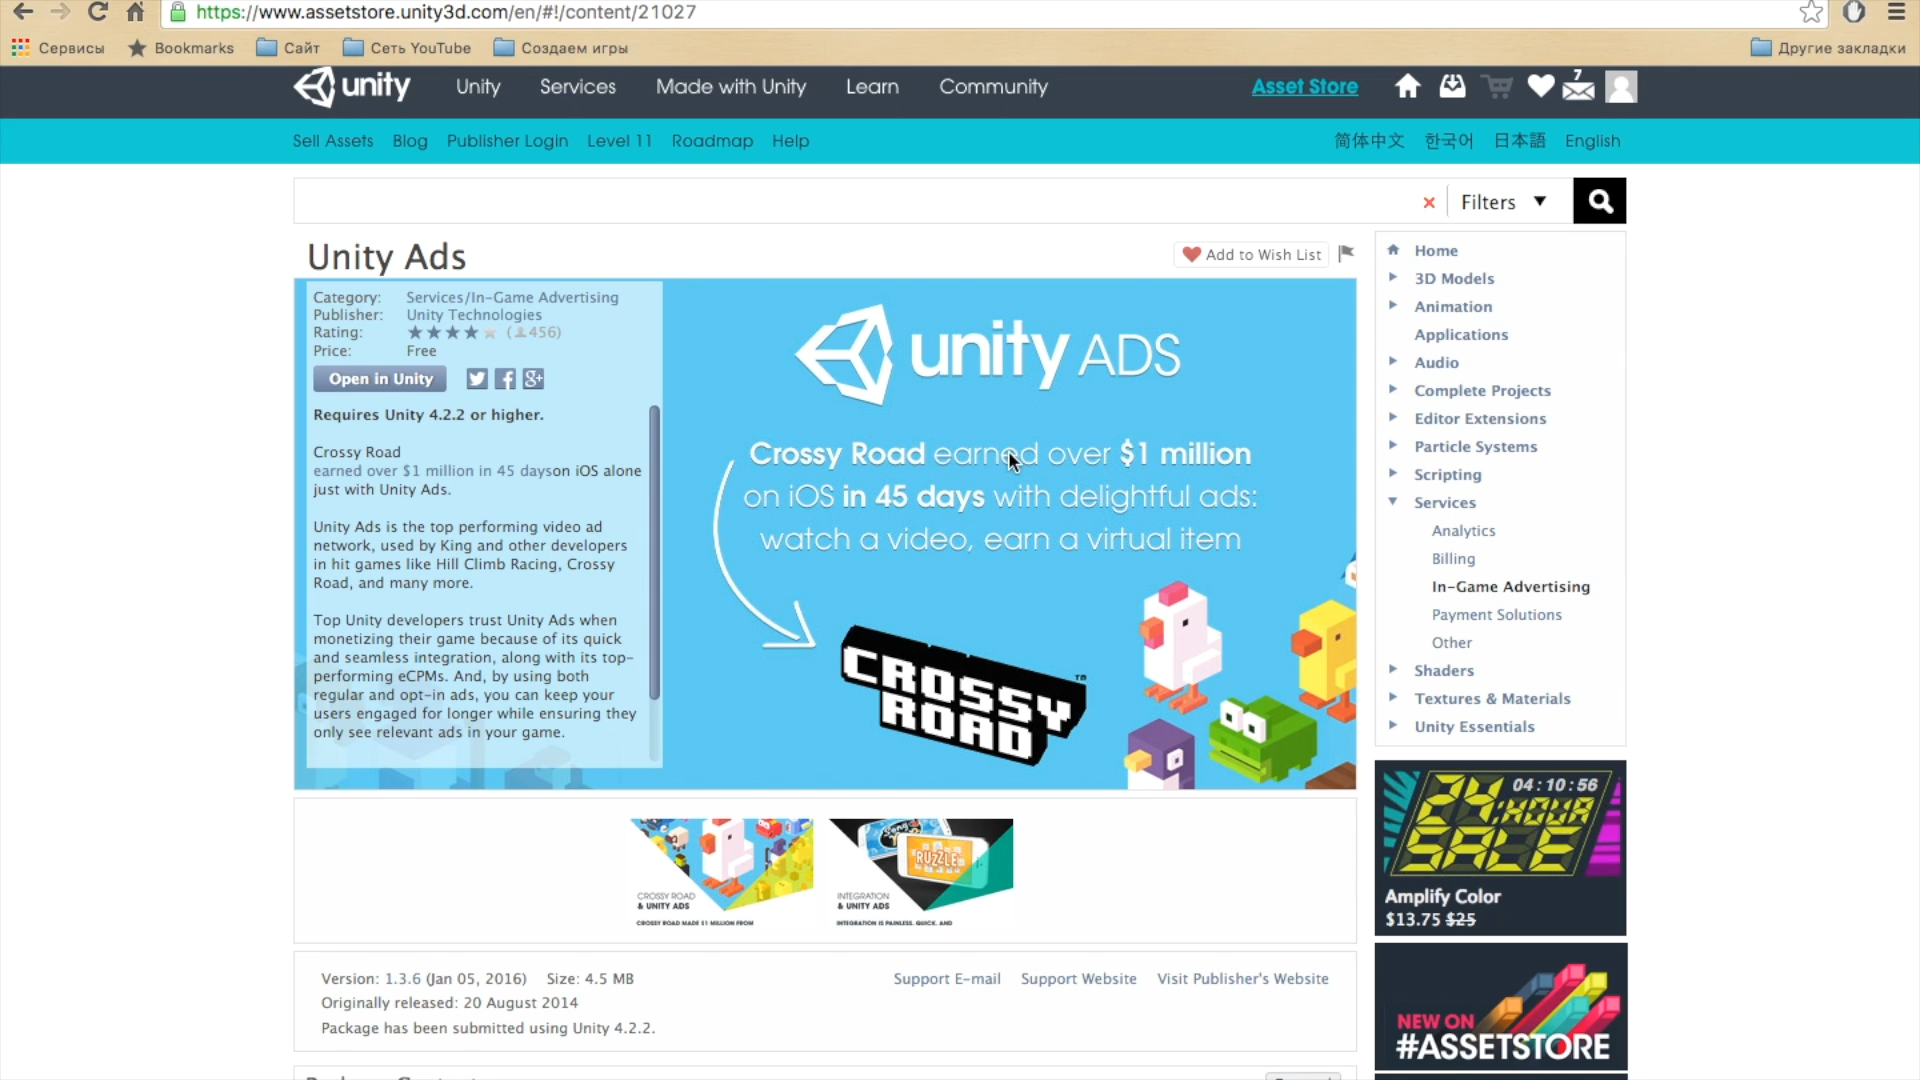 https://www.assetstore.unity3d.com/en/#!/content/21027
Сервисы Bookmarks Сайт Сеть YouTube Создаем игры Другие закладки
unity Unity Services Made with Unity Learn Community Asset Store 7
Sell Assets Blog Publisher Login Level 11 Roadmap Help 简体中文 한국어 日本語 English
× Filters
Unity Ads
Add to Wish List
Category: Services/In-Game Advertising
Publisher: Unity Technologies
Rating: (456)
Price: Free
Open in Unity
Requires Unity 4.2.2 or higher.
Crossy Road
earned over $1 million in 45 dayson iOS alone
just with Unity Ads.
Unity Ads is the top performing video ad
network, used by King and other developers
in hit games like Hill Climb Racing, Crossy
Road, and many more.
Top Unity developers trust Unity Ads when
monetizing their game because of its quick
and seamless integration, along with its top-
performing eCPMs. And, by using both
regular and opt-in ads, you can keep your
users engaged for longer while ensuring they
only see relevant ads in your game.
unity ADS
Crossy Road earned over $1 million
on iOS in 45 days with delightful ads:
watch a video, earn a virtual item
CROSSY
ROAD
TM
Home
3D Models
Animation
Applications
Audio
Complete Projects
Editor Extensions
Particle Systems
Scripting
Services
Analytics
Billing
In-Game Advertising
Payment Solutions
Other
Shaders
Textures & Materials
Unity Essentials
04:10:56
24 HOUR
SALE
Amplify Color
$13.75 $25
NEW ON
#ASSETSTORE
CROSSY ROAD
& UNITY ADS
CROSSY ROAD MADE $1 MILLION FROM
RUZZLE
INTEGRATION
& UNITY ADS
INTEGRATION IS PAINLESS, QUICK, AND
Version: 1.3.6 (Jan 05, 2016) Size: 4.5 MB
Support E-mail Support Website Visit Publisher's Website
Originally released: 20 August 2014
Package has been submitted using Unity 4.2.2.